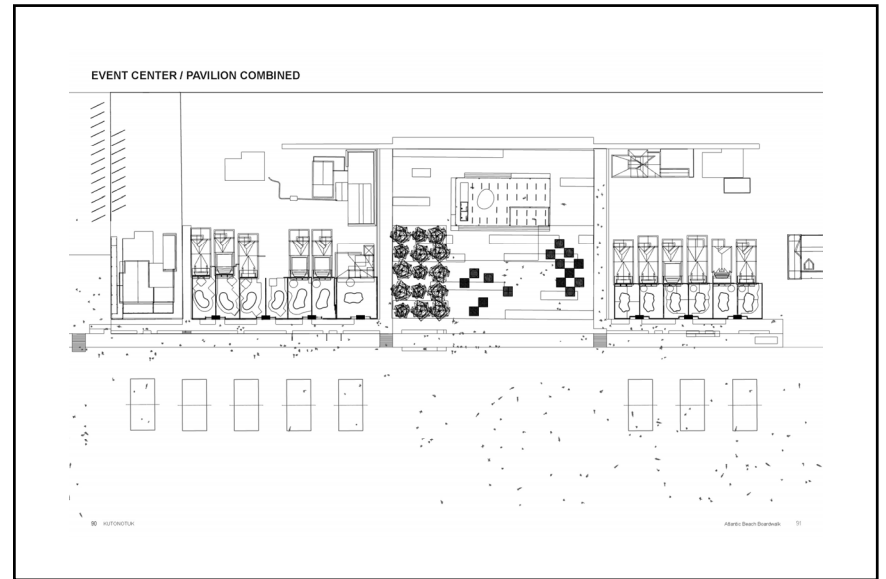 EVENT CENTER / PAVILION COMBINED
90 KUTONOTUK
Atlantic Beach Boardwalk 91